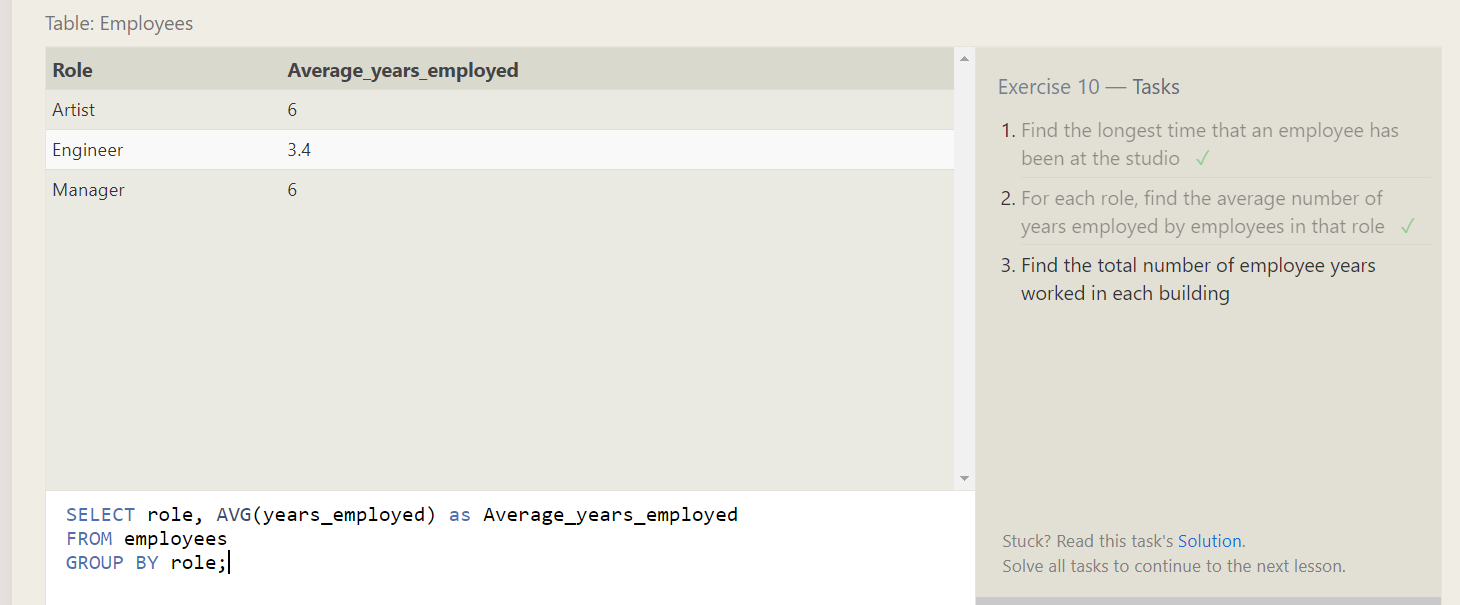 Table: Employees
Role Average_years_employed
Artist 6
Engineer 3.4
Manager 6
SELECT role, AVG(years_employed) as Average_years_employed
FROM employees
GROUP BY role;
Exercise 10 — Tasks
1. Find the longest time that an employee has
been at the studio ✓
2. For each role, find the average number of
years employed by employees in that role ✓
3. Find the total number of employee years
worked in each building
Stuck? Read this task's Solution.
Solve all tasks to continue to the next lesson.